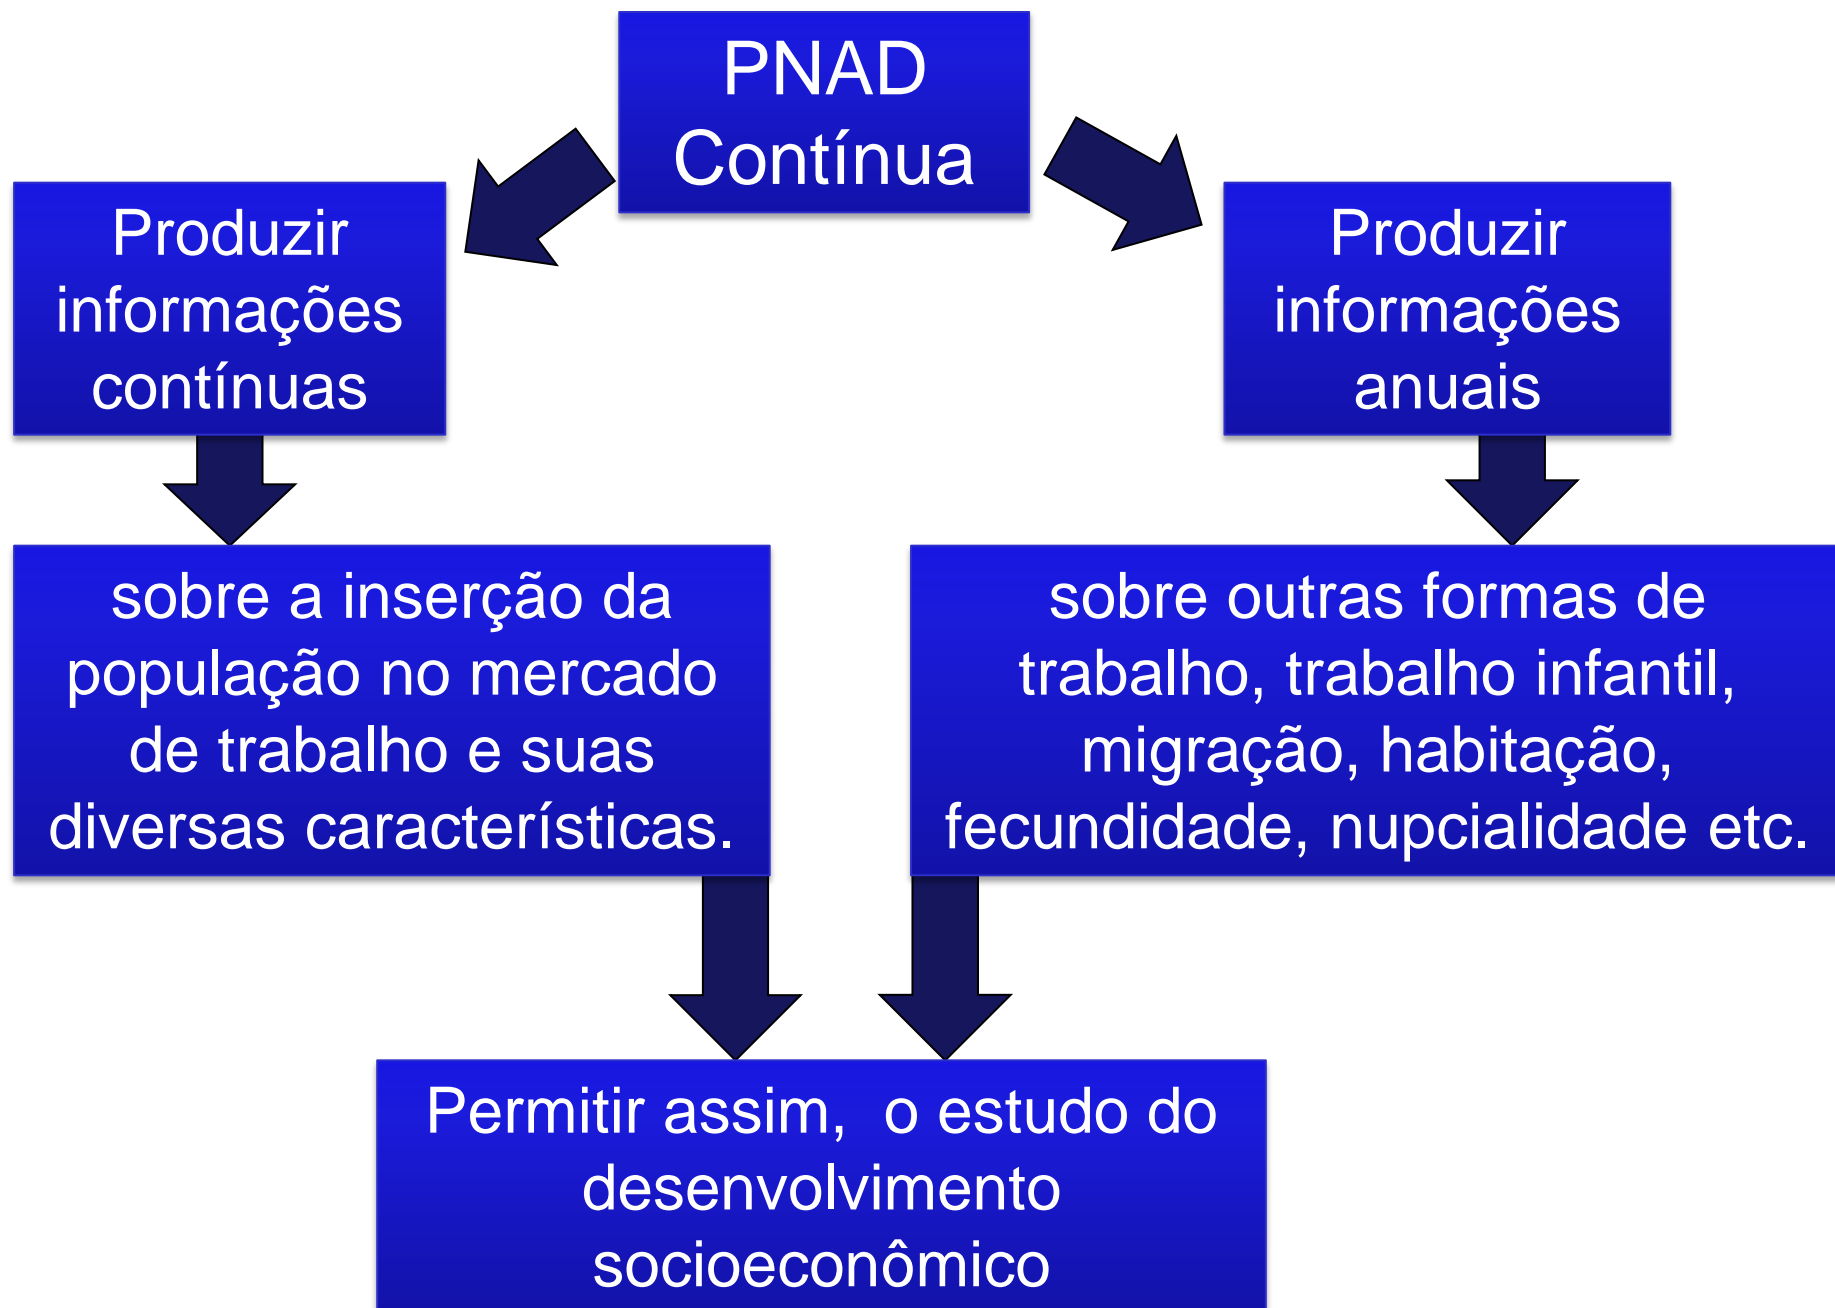 PNAD
Contínua
Produzir
informações
contínuas
Produzir
informações
anuais
sobre a inserção da
população no mercado
de trabalho e suas
diversas características.
sobre outras formas de
trabalho, trabalho infantil,
migração, habitação,
fecundidade, nupcialidade etc.
Permitir assim,  o estudo do
desenvolvimento
socioeconômico